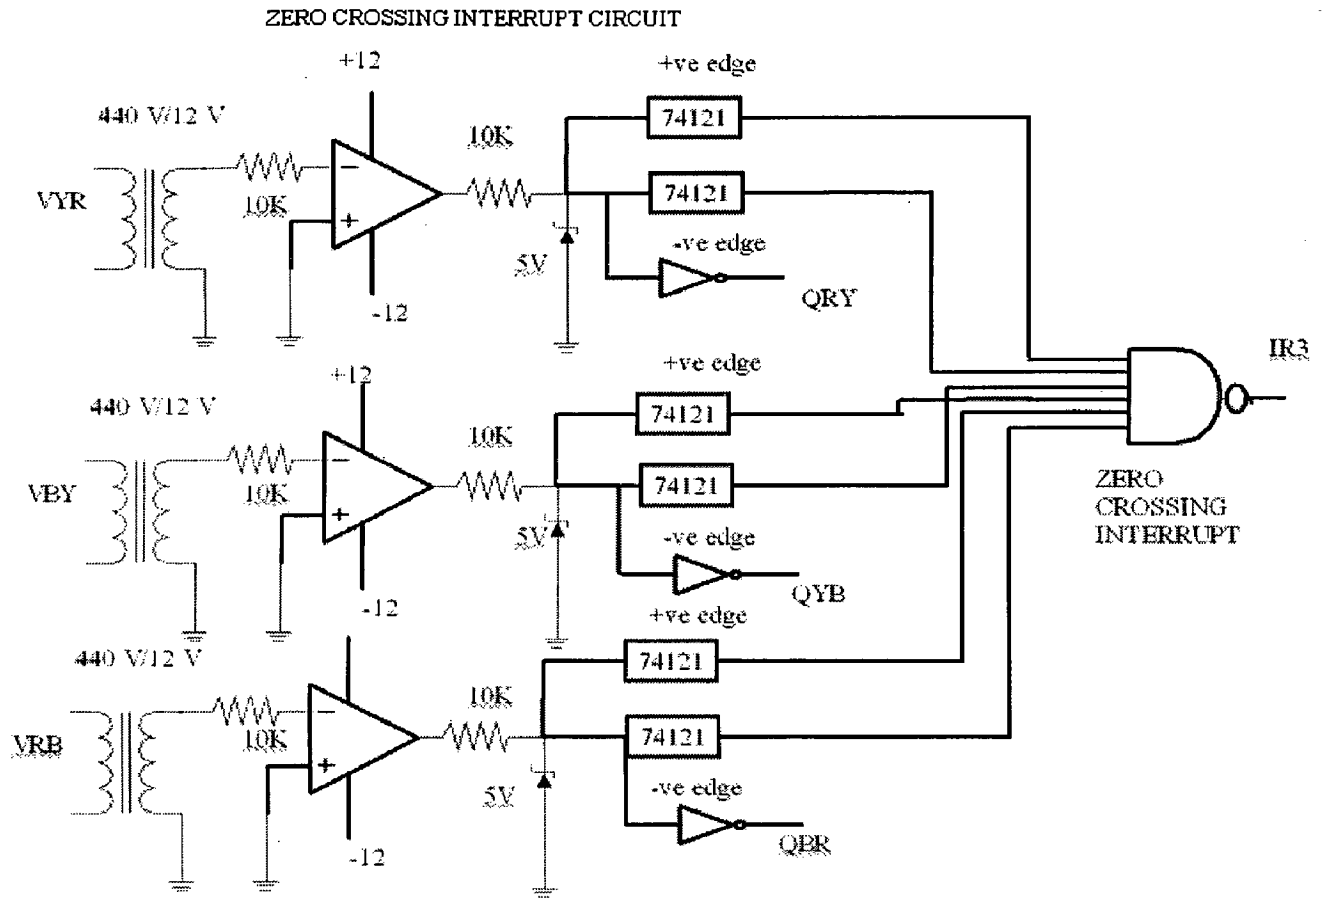 ZERO CROSSING INTERRUPT CIRCUIT
+12
+ve edge
440 V/12 V
74121
10K
VYR
10K
−
+
74121
-ve edge
5V
-12
QRY
+12
+ve edge
IR3
440 V/12 V
74121
10K
VBY
10K
−
+
74121
ZERO
CROSSING
INTERRUPT
5V
-ve edge
-12
QYB
+ve edge
440 V/12 V
74121
10K
VRB
10K
−
+
74121
5V
-ve edge
-12
QBR